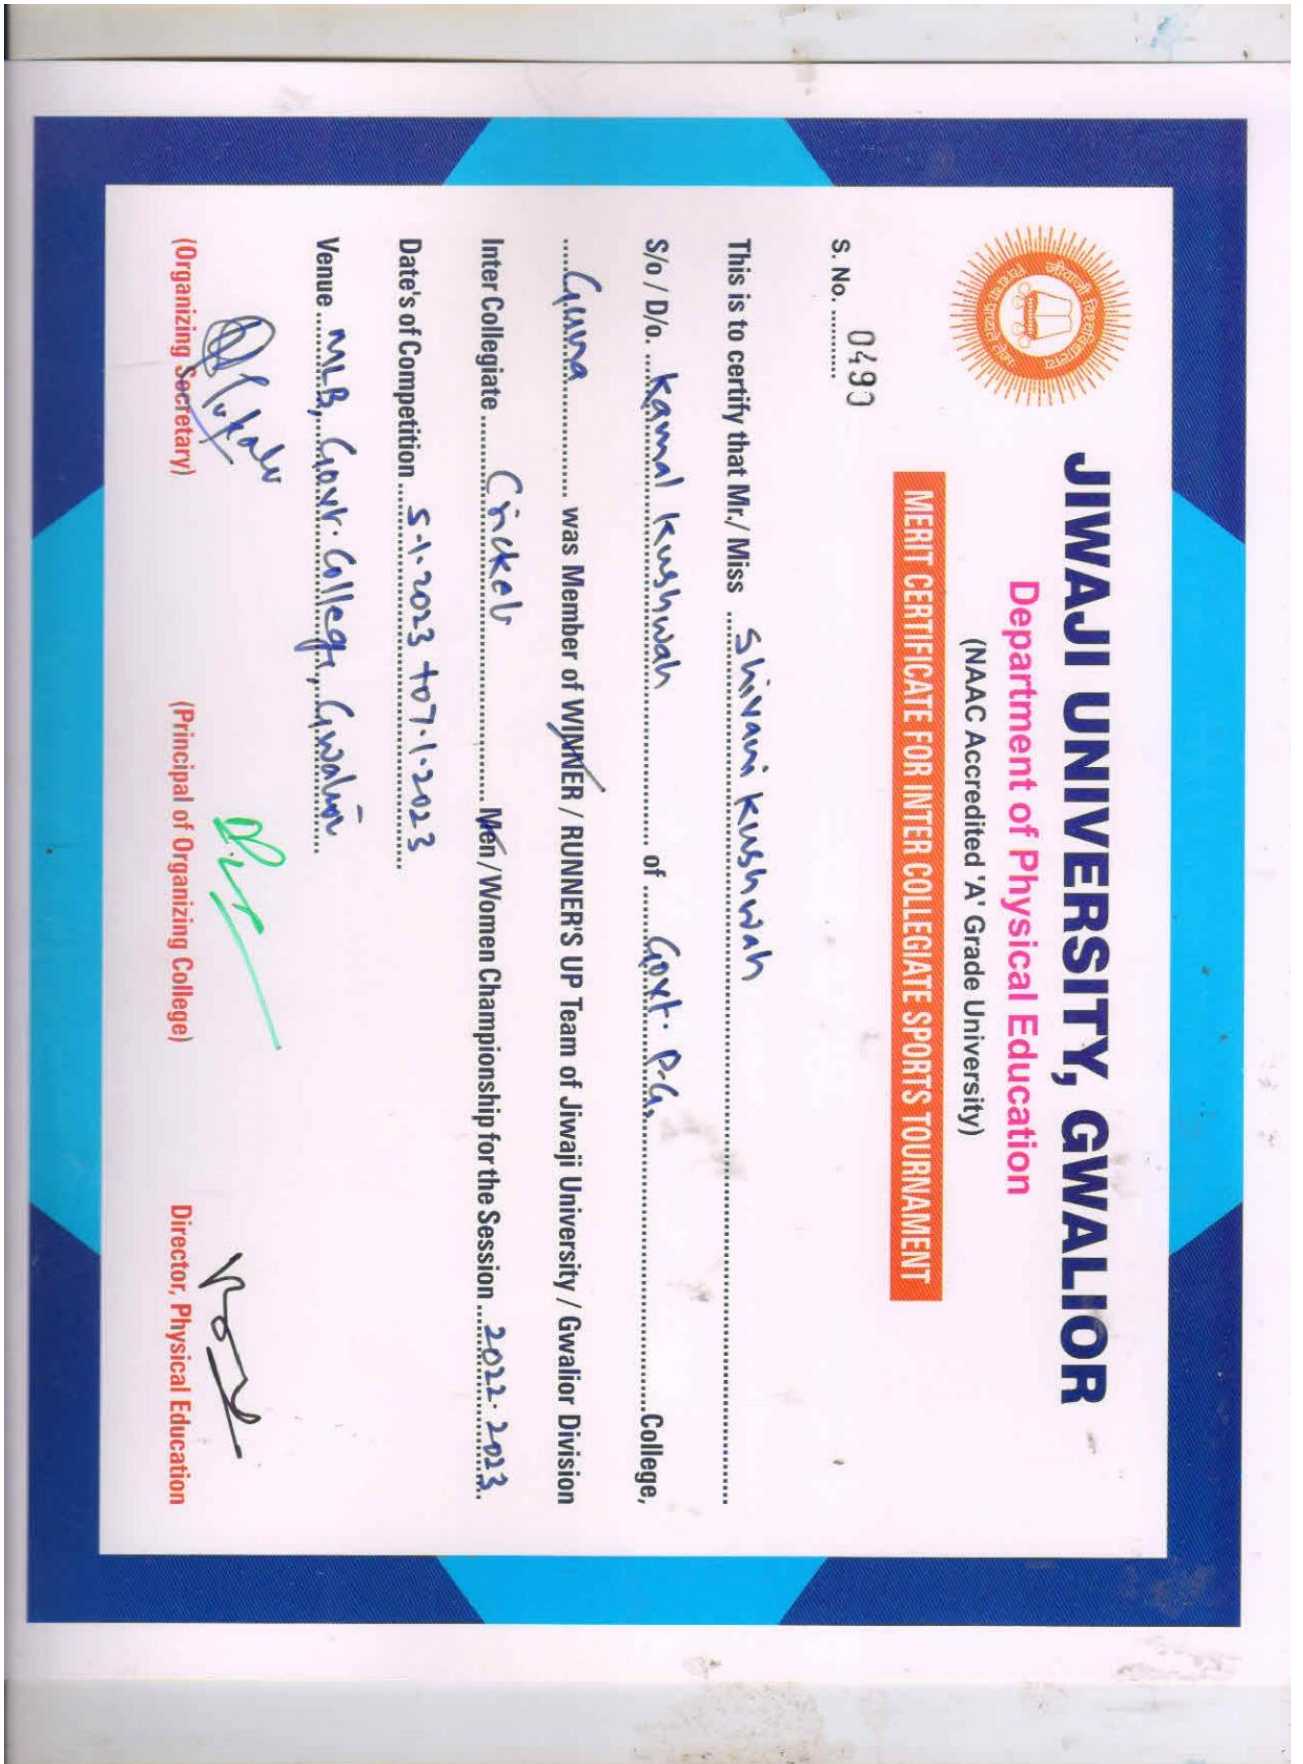 जीवाजी विश्वविद्यालय
JIWAJI UNIVERSITY, GWALIOR
Department of Physical Education
(NAAC Accredited 'A' Grade University)
MERIT CERTIFICATE FOR INTER COLLEGIATE SPORTS TOURNAMENT
S. No. 0493
This is to certify that Mr./ Miss Shivani Kushwah
S/o / D/o. Kamal Kushwah of Govt. P.G. College,
Guna was Member of WINNER / RUNNER'S UP Team of Jiwaji University / Gwalior Division
Inter Collegiate Cricket Men / Women Championship for the Session 2022-2023
Date's of Competition 5-1-2023 to 7-1-2023
Venue MLB, Govt. College, Gwalior
(Organizing Secretary) (Principal of Organizing College) Director, Physical Education